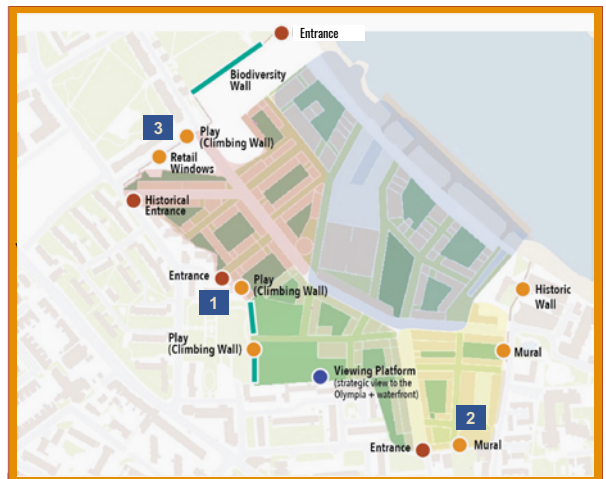 Entrance
Biodiversity
Wall
3
Play
(Climbing Wall)
Retail
Windows
Historical
Entrance
Entrance
Play
(Climbing Wall)
1
Historic
Wall
Play
(Climbing Wall)
Mural
Viewing Platform
(strategic view to the
Olympia + waterfront)
2
Entrance
Mural